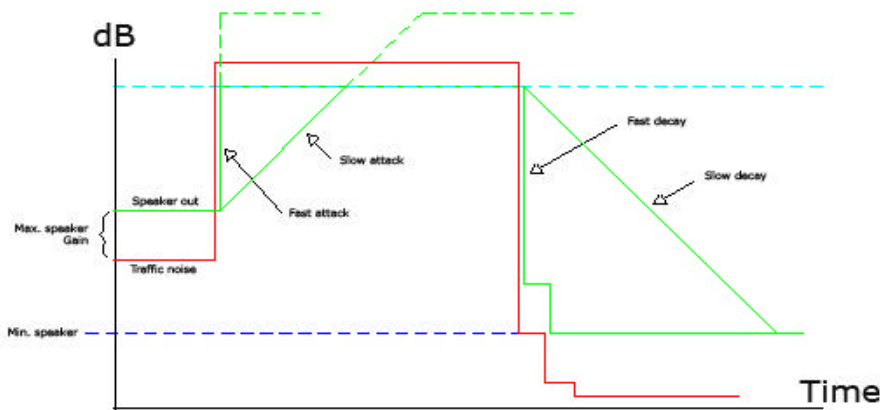 dB
Fast decay
Slow attack
Slow decay
Speaker out
Fast attack
Max. speaker
Gain
Traffic noise
Min. speaker
Time